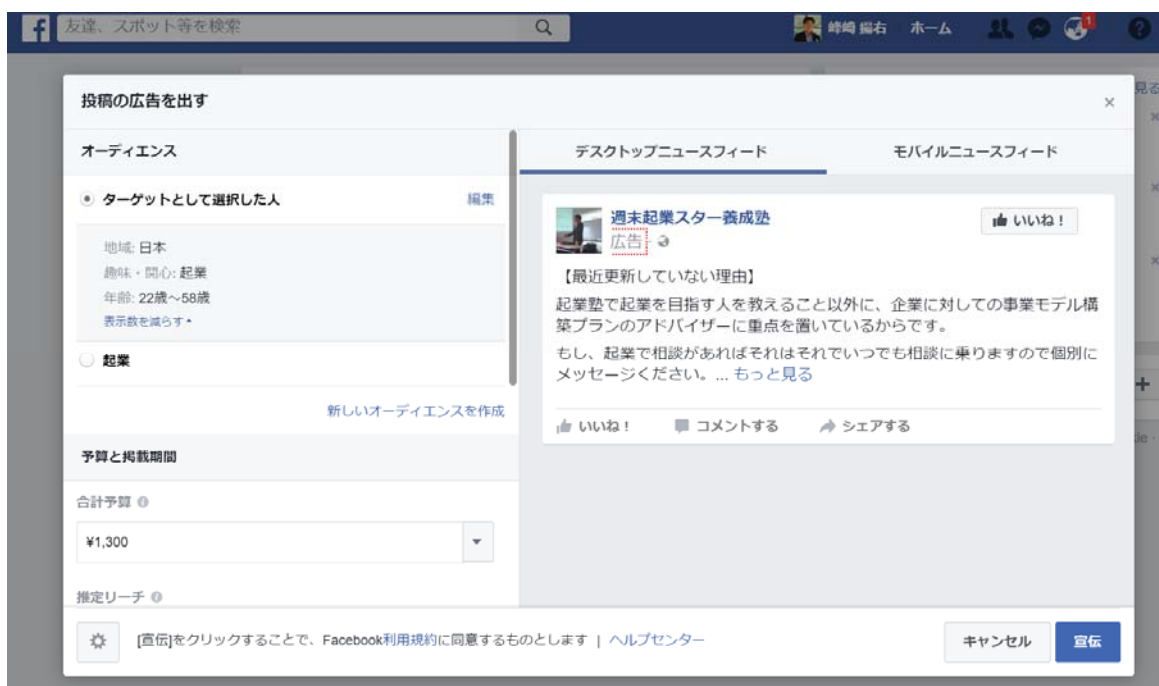 f
友達、スポット等を検索
ホーム
1
?
見る
投稿の広告を出す
×
オーディエンス
ターゲットとして選択した人 編集
地域: 日本
趣味・関心: 起業
年齢: 22歳～58歳
表示数を減らす
起業
新しいオーディエンスを作成
予算と掲載期間
合計予算
¥1,300
推定リーチ
デスクトップニュースフィード モバイルニュースフィード
週末起業スター養成塾
いいね！
広告
【最近更新していない理由】
起業塾で起業を目指す人を教えること以外に、企業に対しての事業モデル構
築プランのアドバイザーに重点を置いているからです。
もし、起業で相談があればそれはそれでいつでも相談に乗りますので個別に
メッセージください。... もっと見る
いいね！ コメントする シェアする
[宣伝]をクリックすることで、Facebook利用規約に同意するものとします | ヘルプセンター
キャンセル 宣伝